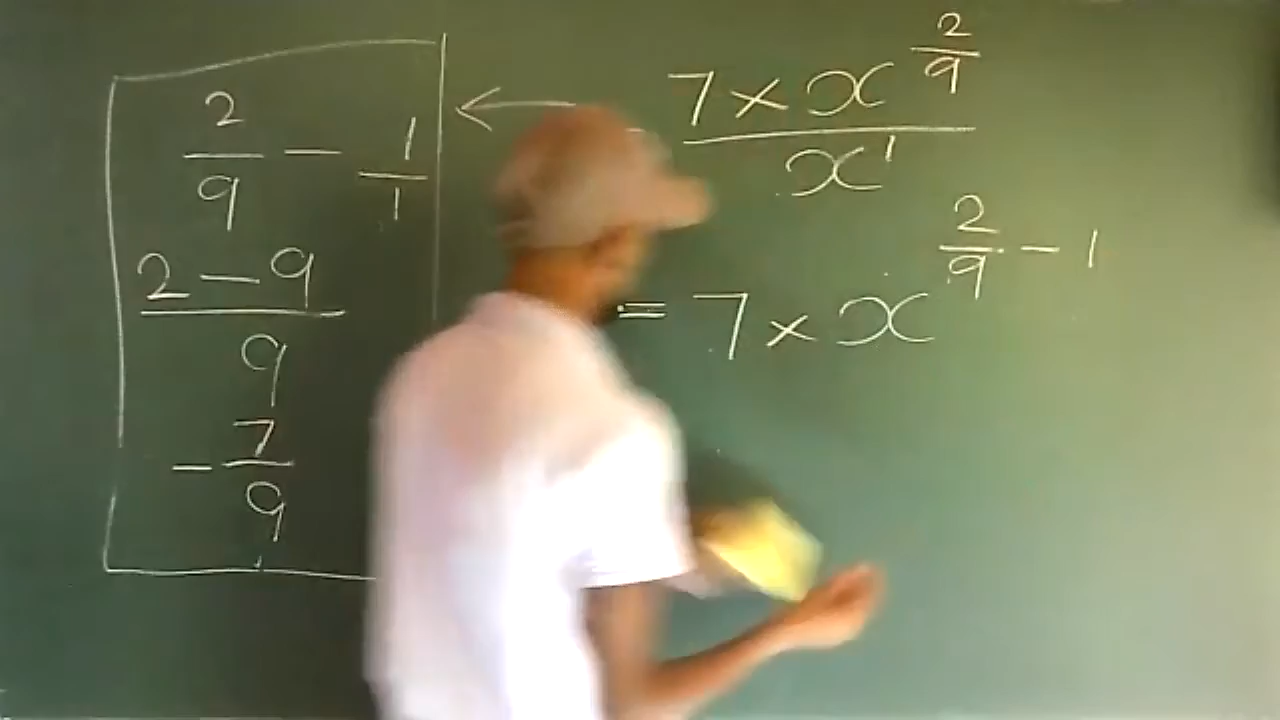 2/9 - 1/1
2 - 9
9
- 7/9
← 7 × x^(2/9)
x^1
= 7 × x^(2/9 - 1)